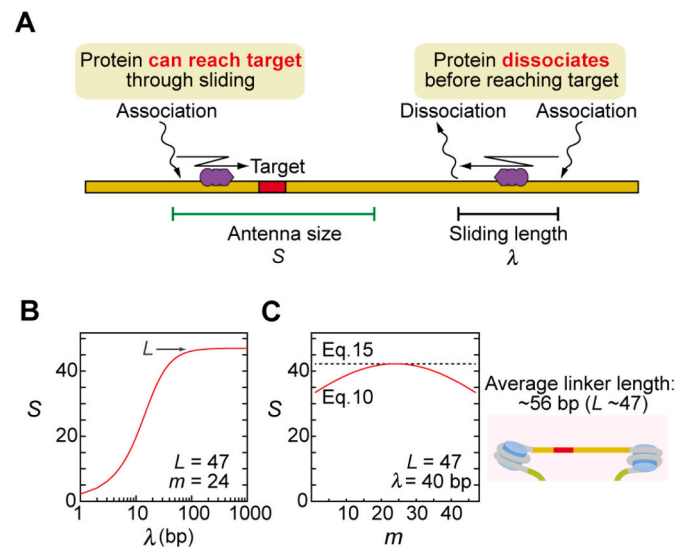 A
Protein can reach target
through sliding
Protein dissociates
before reaching target
Association
Dissociation
Association
Target
Antenna size
S
Sliding length
λ
B
C
L
S
40
20
0
L = 47
m = 24
1
10
100
1000
λ (bp)
Eq.15
Eq.10
S
40
20
0
L = 47
λ = 40 bp
10
20
30
40
m
Average linker length:
~56 bp (L ~47)